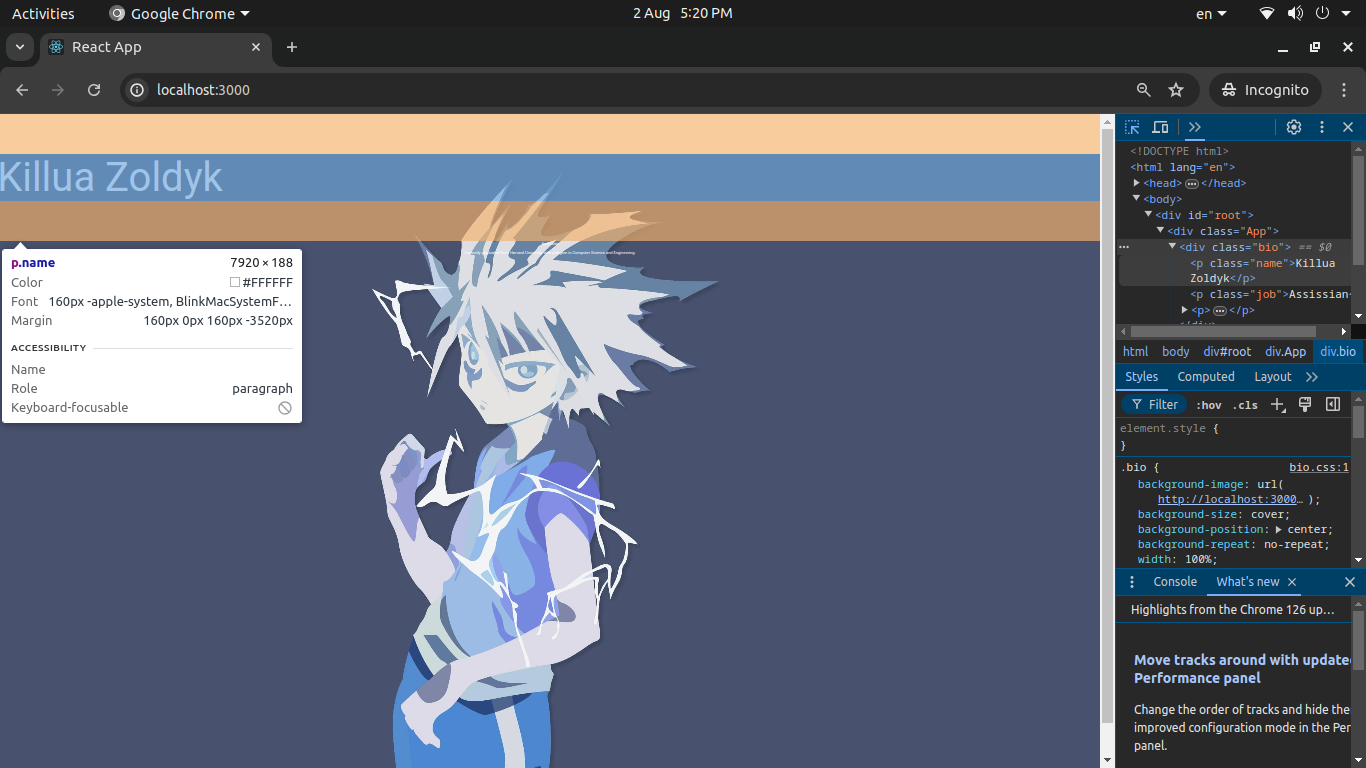 Activities
Google Chrome
2 Aug 5:20 PM
en
React App
localhost:3000
Incognito
Killua Zoldyk
p.name 7920 × 188
Color #FFFFFF
Font 160px -apple-system, BlinkMacSystemF…
Margin 160px 0px 160px -3520px
ACCESSIBILITY
Name
Role paragraph
Keyboard-focusable
<!DOCTYPE html>
<html lang="en">
<head> </head>
<body>
<div id="root">
<div class="App">
<div class="bio"> == $0
<p class="name">Killua
Zoldyk</p>
<p class="job">Assissian
<p> </p>
html body div#root div.App div.bio
Styles Computed Layout
Filter :hov .cls
element.style {
}
.bio { bio.css:1
background-image: url(
http://localhost:3000… );
background-size: cover;
background-position: center;
background-repeat: no-repeat;
width: 100%;
Console What's new
Highlights from the Chrome 126 up…
Move tracks around with update
Performance panel
Change the order of tracks and hide the
improved configuration mode in the Per
panel.